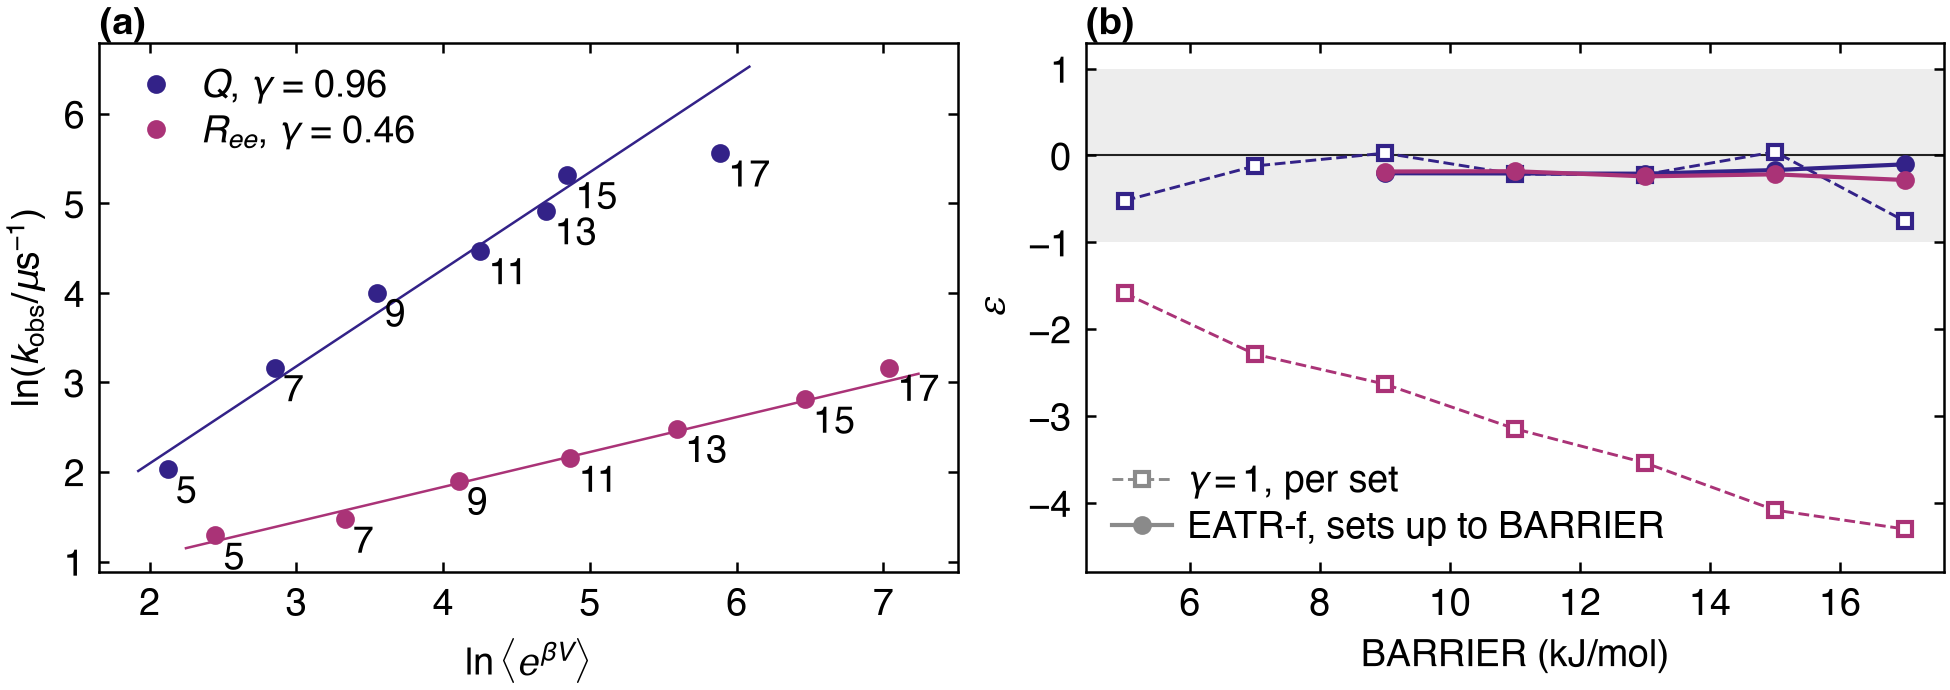 (a)
Q, γ = 0.96
R_ee, γ = 0.46
ln(k_obs/μs⁻¹)
6
5
4
3
2
1
5
7
9
11
13
15
17
5
7
9
11
13
15
17
2 3 4 5 6 7
ln⟨e^{βV}⟩
(b)
ε
1
0
−1
−2
−3
−4
γ = 1, per set
EATR-f, sets up to BARRIER
6 8 10 12 14 16
BARRIER (kJ/mol)